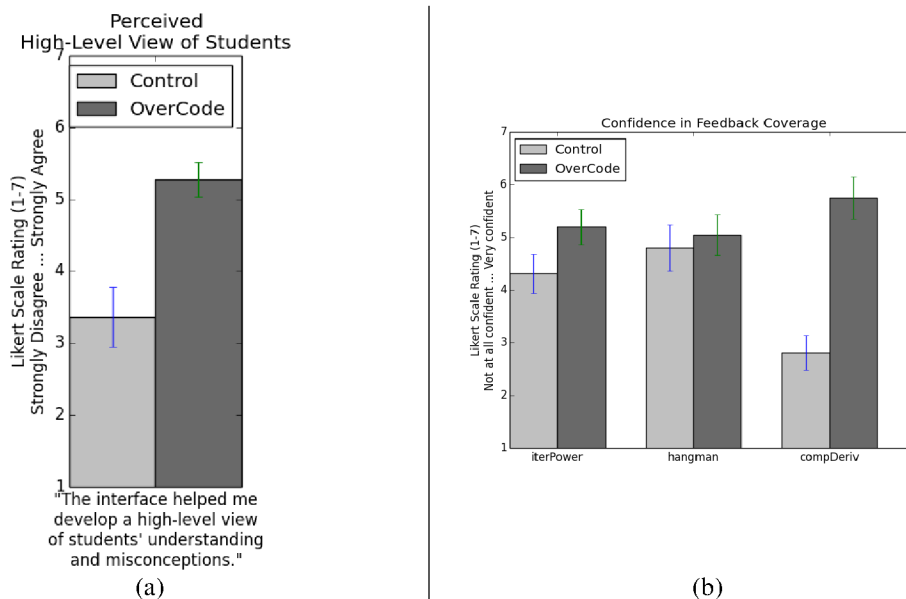 Perceived
High-Level View of Students
7
6
5
4
3
2
1
Control
OverCode
Likert Scale Rating (1-7)
Strongly Disagree ... Strongly Agree
"The interface helped me
develop a high-level view
of students' understanding
and misconceptions."
(a)
Confidence in Feedback Coverage
7
6
5
4
3
2
1
Control
OverCode
Likert Scale Rating (1-7)
Not at all confident ... Very confident
iterPower
hangman
compDeriv
(b)